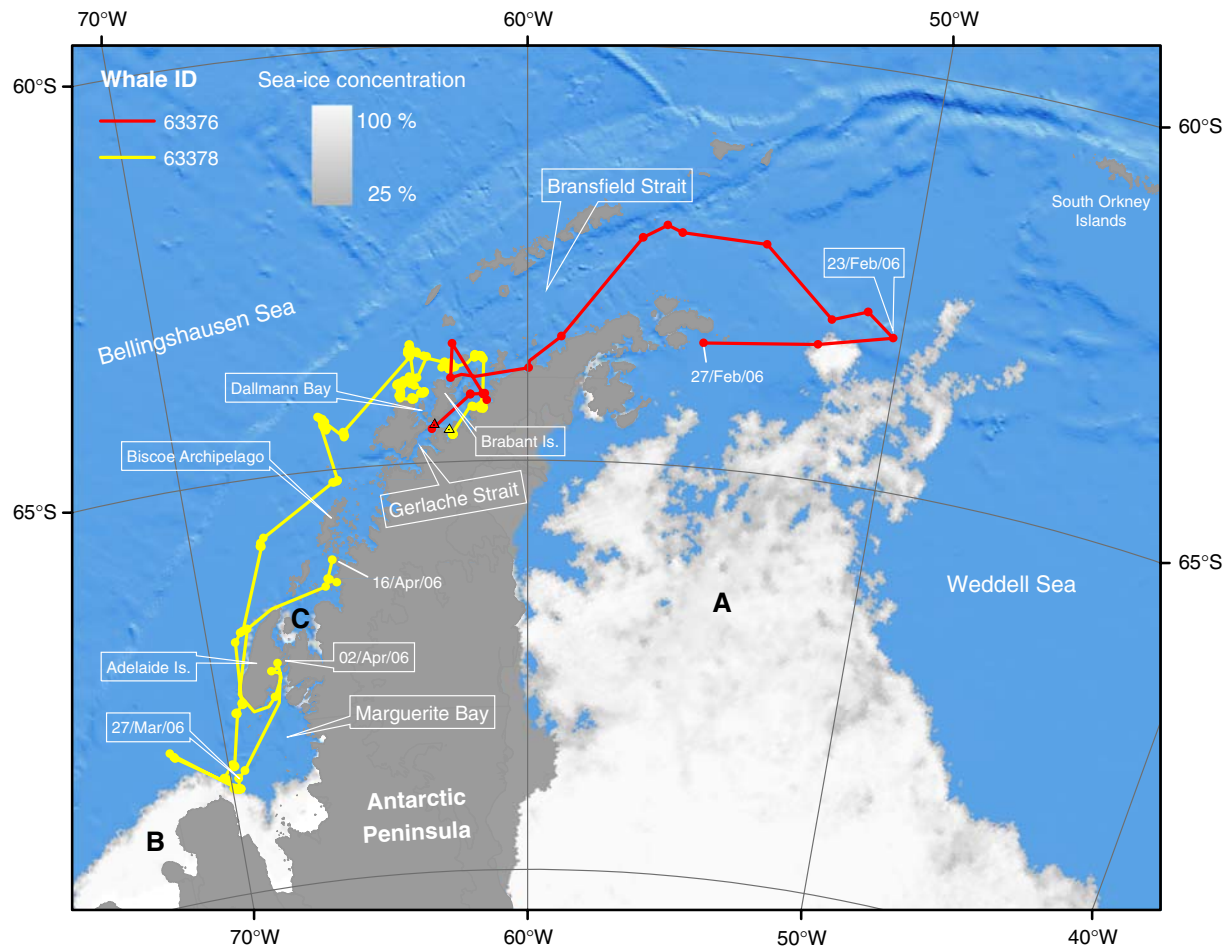 70°W
60°W
50°W
60°S
60°S
Whale ID
63376
63378
Sea-ice concentration
100 %
25 %
Bransfield Strait
South Orkney
Islands
23/Feb/06
Bellingshausen Sea
27/Feb/06
Dallmann Bay
Brabant Is.
Biscoe Archipelago
Gerlache Strait
65°S
65°S
16/Apr/06
Weddell Sea
A
C
Adelaide Is.
02/Apr/06
Marguerite Bay
27/Mar/06
Antarctic
Peninsula
B
70°W
60°W
50°W
40°W